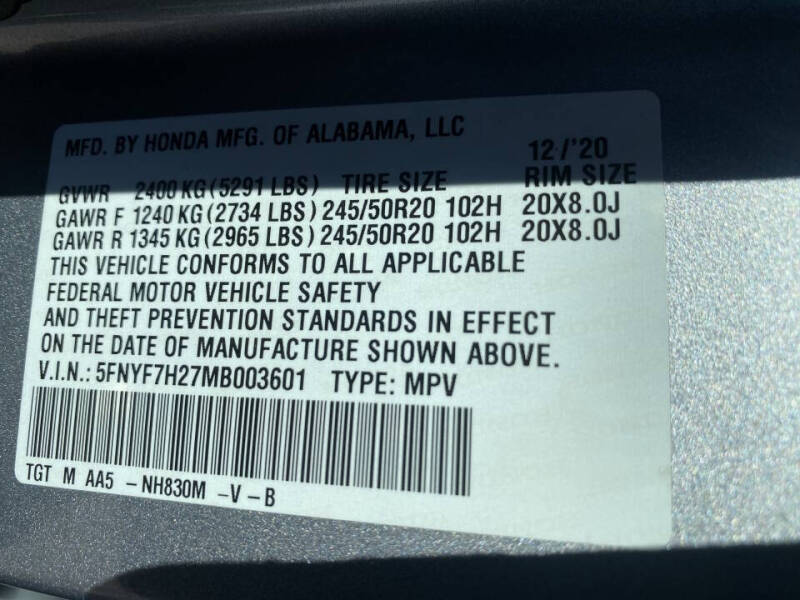 MFD. BY HONDA MFG. OF ALABAMA, LLC 12/'20
GVWR 2400 KG (5291 LBS) TIRE SIZE RIM SIZE
GAWR F 1240 KG (2734 LBS) 245/50R20 102H 20X8.0J
GAWR R 1345 KG (2965 LBS) 245/50R20 102H 20X8.0J
THIS VEHICLE CONFORMS TO ALL APPLICABLE
FEDERAL MOTOR VEHICLE SAFETY
AND THEFT PREVENTION STANDARDS IN EFFECT
ON THE DATE OF MANUFACTURE SHOWN ABOVE.
V.I.N.: 5FNYF7H27MB003601 TYPE: MPV
TGT M AA5 -NH830M -V -B